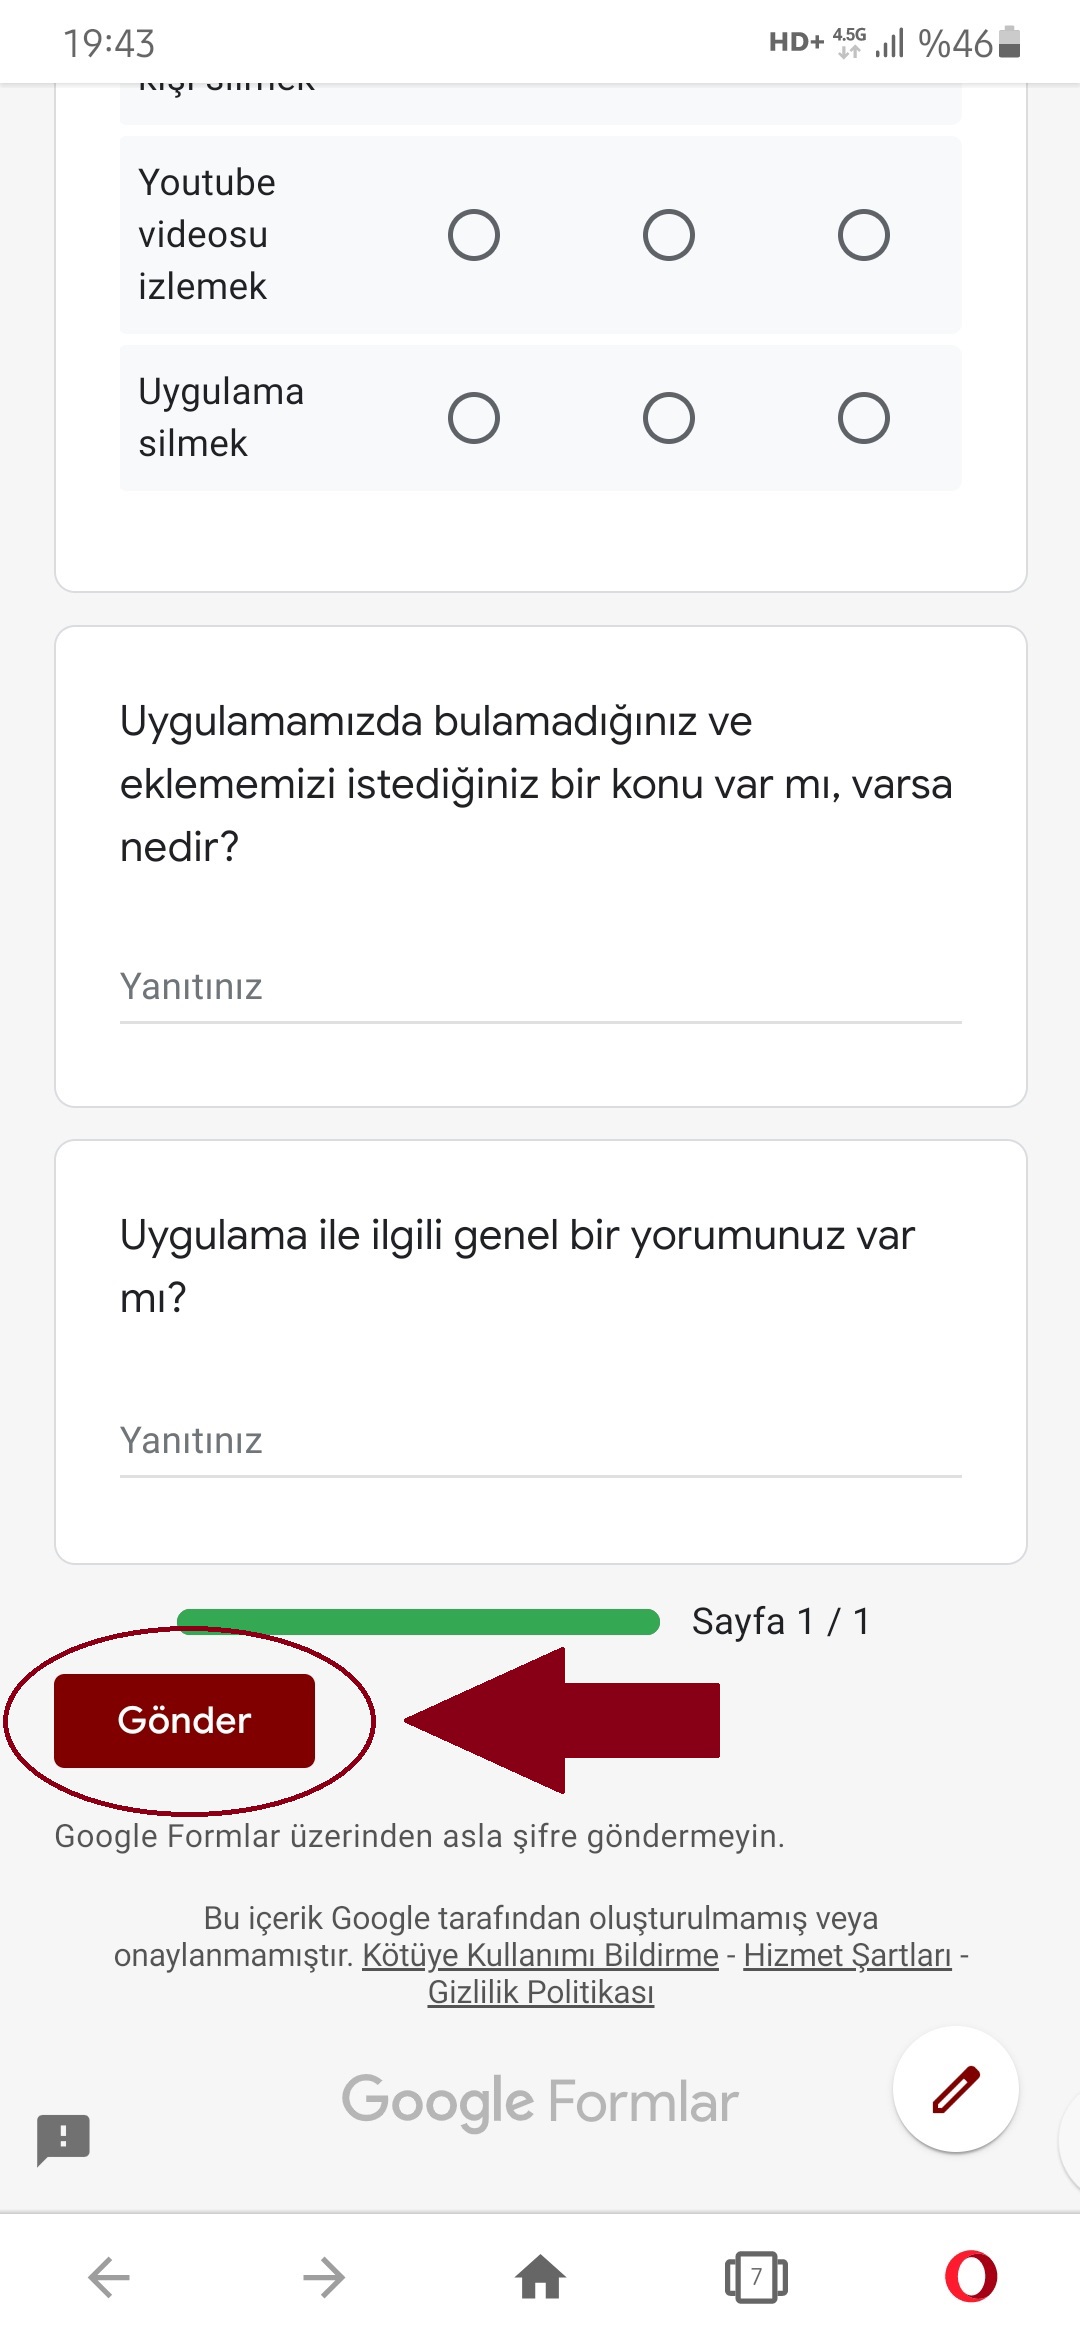 19:43
HD+ 4.5G %46
kişi silmek
Youtube
videosu
izlemek
Uygulama
silmek
Uygulamamızda bulamadığınız ve
eklememizi istediğiniz bir konu var mı, varsa
nedir?
Yanıtınız
Uygulama ile ilgili genel bir yorumunuz var
mı?
Yanıtınız
Sayfa 1 / 1
Gönder
Google Formlar üzerinden asla şifre göndermeyin.
Bu içerik Google tarafından oluşturulmamış veya
onaylanmamıştır. Kötüye Kullanımı Bildirme - Hizmet Şartları -
Gizlilik Politikası
Google Formlar
7